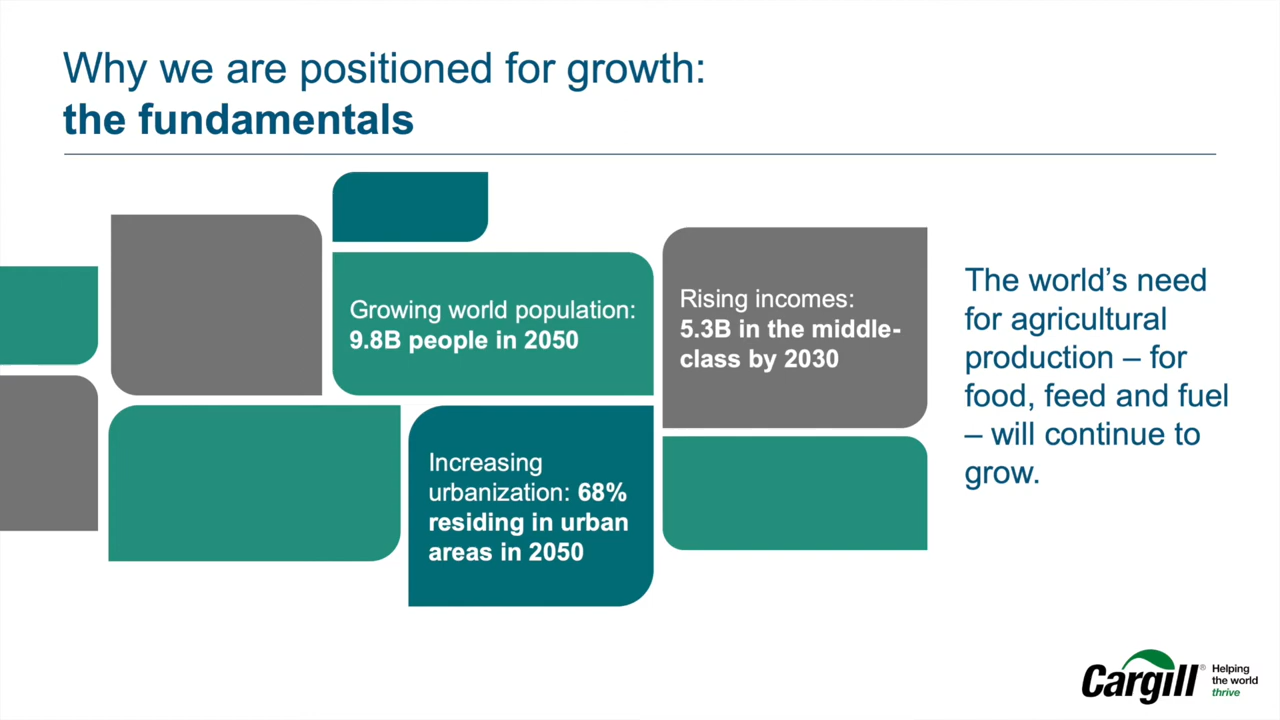 Why we are positioned for growth:
the fundamentals
Growing world population:
9.8B people in 2050
Rising incomes:
5.3B in the middle-
class by 2030
Increasing
urbanization: 68%
residing in urban
areas in 2050
The world’s need
for agricultural
production – for
food, feed and fuel
– will continue to
grow.
Cargill®
Helping
the world
thrive